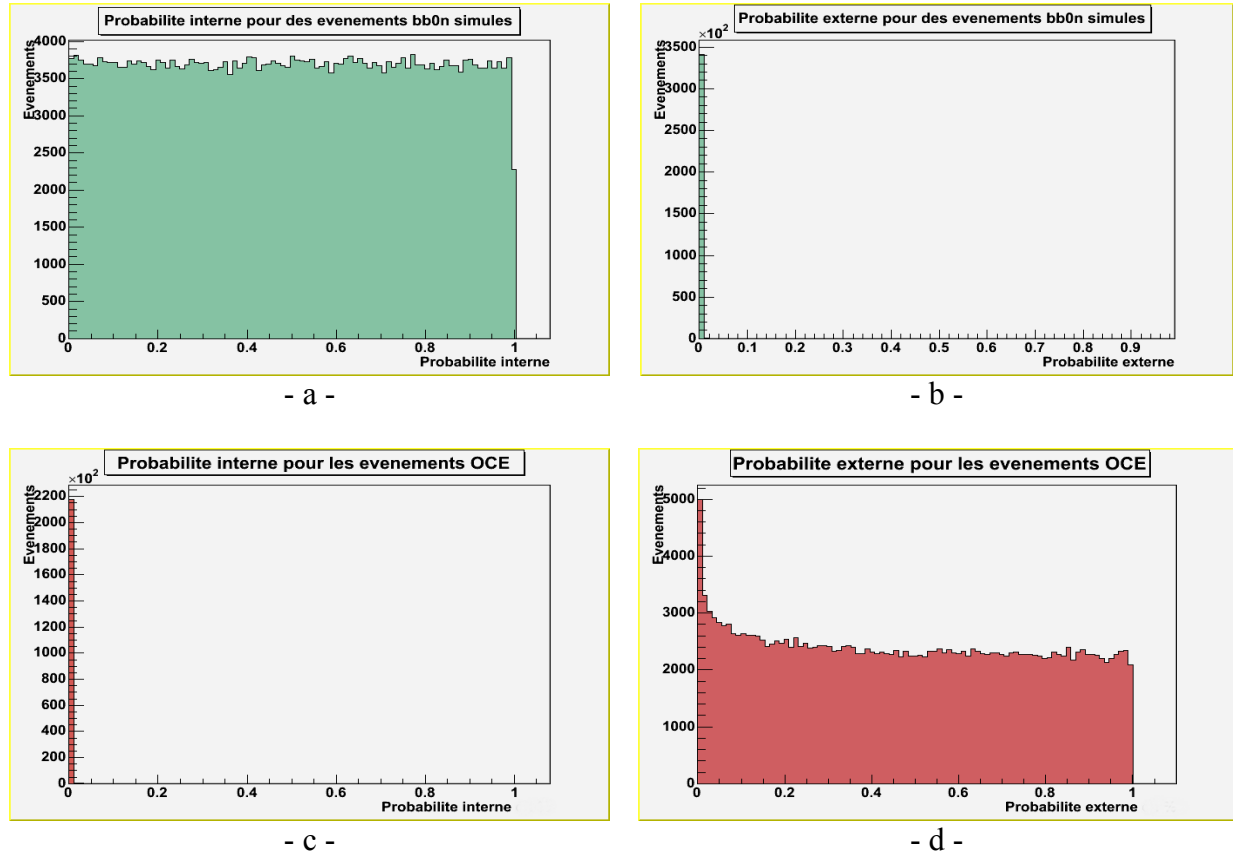 Probabilite interne pour des evenements bb0n simules
Evenements
4000
3500
3000
2500
2000
1500
1000
500
0
0 0.2 0.4 0.6 0.8 1
Probabilite interne
- a -
Probabilite externe pour des evenements bb0n simules
×10²
Evenements
3500
3000
2500
2000
1500
1000
500
0
0 0.1 0.2 0.3 0.4 0.5 0.6 0.7 0.8 0.9
Probabilite externe
- b -
Probabilite interne pour les evenements OCE
×10²
Evenements
2200
2000
1800
1600
1400
1200
1000
800
600
400
200
0
0 0.2 0.4 0.6 0.8 1
Probabilite interne
- c -
Probabilite externe pour les evenements OCE
Evenements
5000
4000
3000
2000
1000
0
0 0.2 0.4 0.6 0.8 1
Probabilite externe
- d -